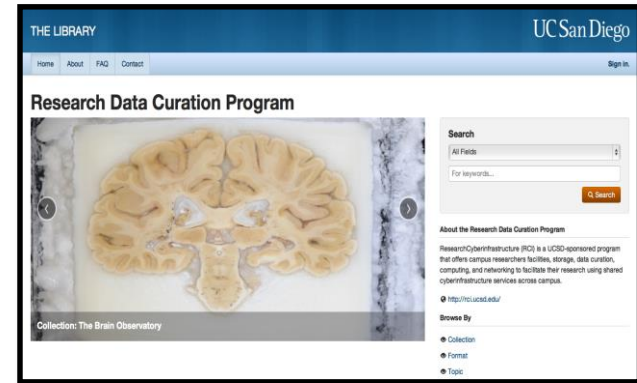 THE LIBRARY
UC San Diego
Home About FAQ Contact
Sign in.
Research Data Curation Program
Collection: The Brain Observatory
Search
All Fields
For keywords...
Search
About the Research Data Curation Program
ResearchCyberinfrastructure (RCI) is a UCSD-sponsored program
that offers campus researchers facilities, storage, data curation,
computing, and networking to facilitate their research using shared
cyberinfrastructure services across campus.
http://rci.ucsd.edu/
Browse By
Collection
Format
Topic